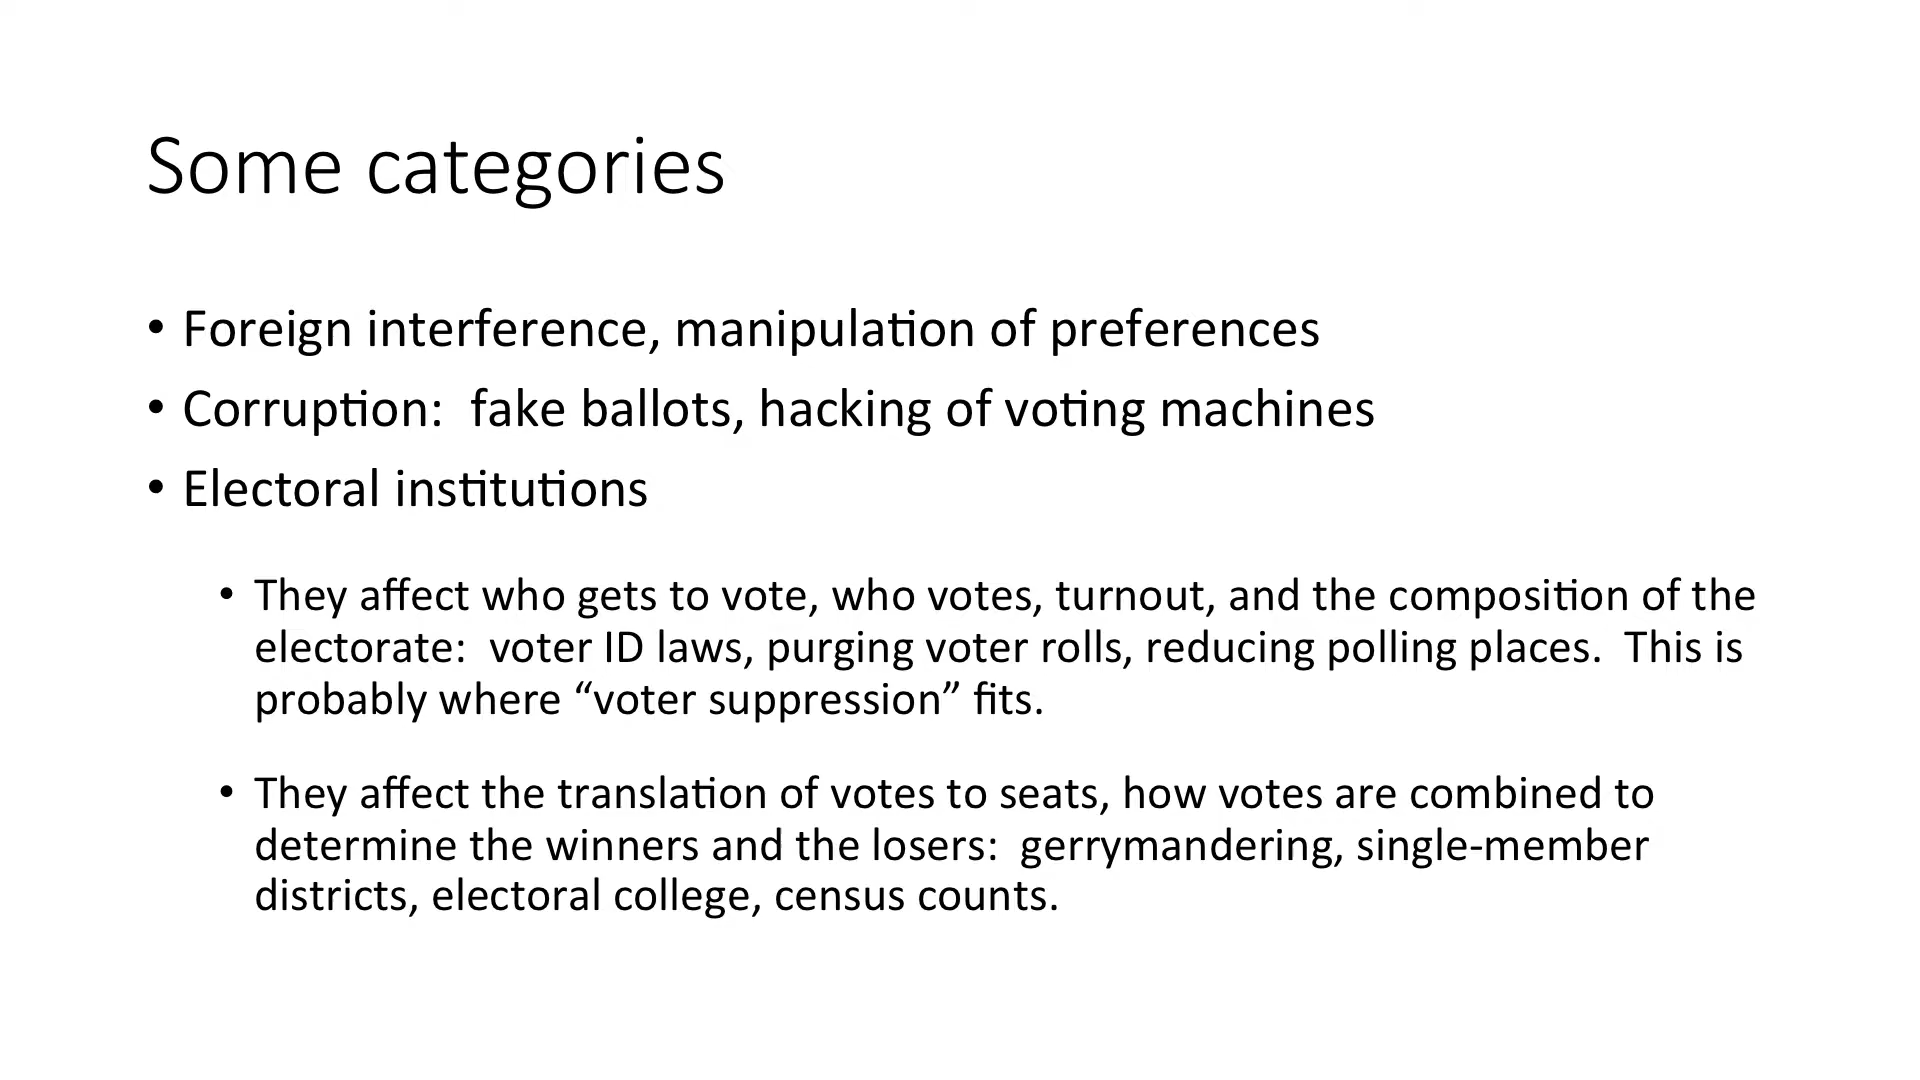 Some categories
• Foreign interference, manipulation of preferences
• Corruption:  fake ballots, hacking of voting machines
• Electoral institutions
• They affect who gets to vote, who votes, turnout, and the composition of the
electorate:  voter ID laws, purging voter rolls, reducing polling places.  This is
probably where “voter suppression” fits.
• They affect the translation of votes to seats, how votes are combined to
determine the winners and the losers:  gerrymandering, single-member
districts, electoral college, census counts.